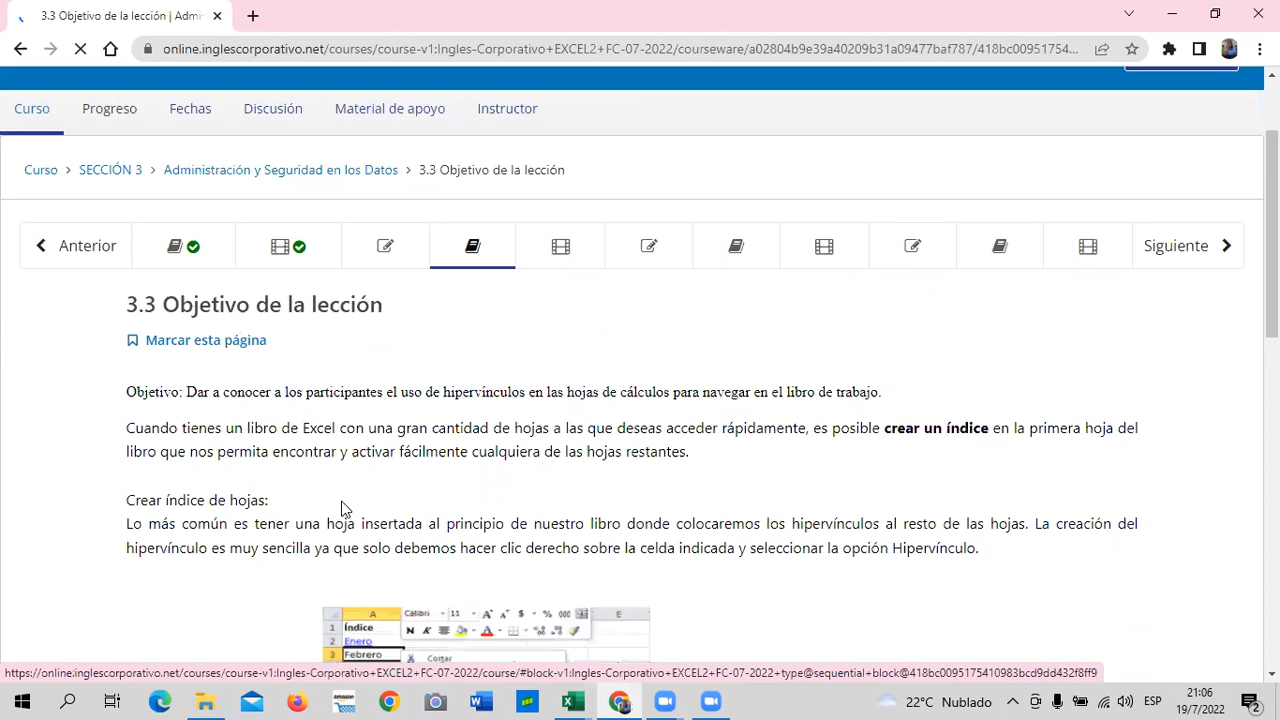 3.3 Objetivo de la lección | Admi
online.inglescorporativo.net/courses/course-v1:Ingles-Corporativo+EXCEL2+FC-07-2022/courseware/a02804b9e39a40209b31a09477baf787/418bc00951754...
Curso Progreso Fechas Discusión Material de apoyo Instructor
Curso > SECCIÓN 3 > Administración y Seguridad en los Datos > 3.3 Objetivo de la lección
Anterior Siguiente
3.3 Objetivo de la lección
Marcar esta página
Objetivo: Dar a conocer a los participantes el uso de hipervínculos en las hojas de cálculos para navegar en el libro de trabajo.
Cuando tienes un libro de Excel con una gran cantidad de hojas a las que deseas acceder rápidamente, es posible crear un índice en la primera hoja del
libro que nos permita encontrar y activar fácilmente cualquiera de las hojas restantes.
Crear índice de hojas:
Lo más común es tener una hoja insertada al principio de nuestro libro donde colocaremos los hipervínculos al resto de las hojas. La creación del
hipervínculo es muy sencilla ya que solo debemos hacer clic derecho sobre la celda indicada y seleccionar la opción Hipervínculo.
A Calibri 11 A A $ % 000 E
1 Índice N K A
2 Enero
3 Febrero Cortar
https://online.inglescorporativo.net/courses/course-v1:Ingles-Corporativo+EXCEL2+FC-07-2022/course/#block-v1:Ingles-Corporativo+EXCEL2+FC-07-2022+type@sequential+block@418bc0095175410983bcd9dd432f8ff9
22°C Nublado ESP 21:06
19/7/2022 2